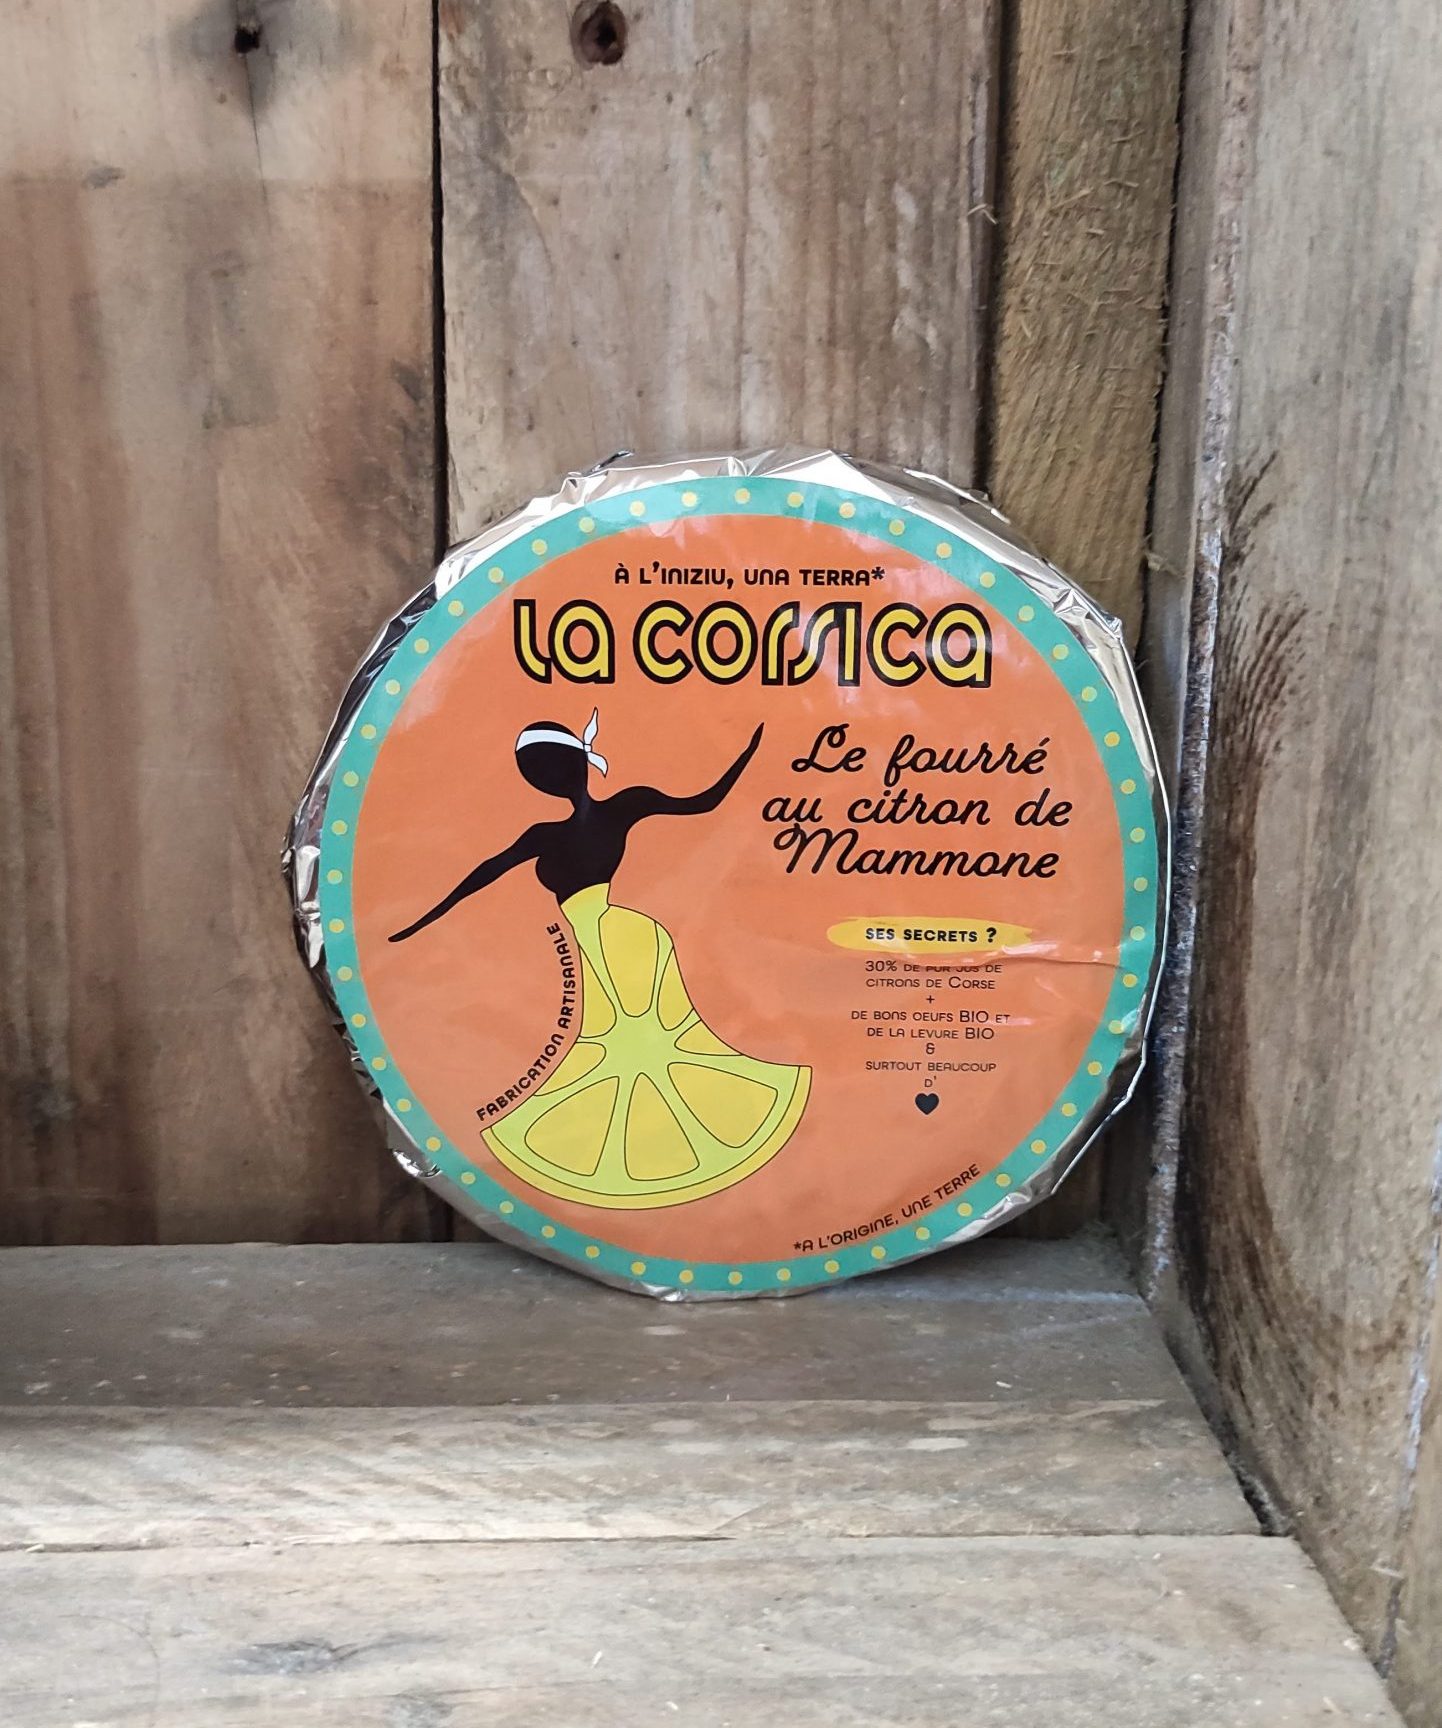 À L'INIZIU, UNA TERRA*
La corsica
Le fourré
au citron de
Mammone
SES SECRETS ?
30% DE PUR JUS DE
CITRONS DE CORSE
+
DE BONS OEUFS BIO ET
DE LA LEVURE BIO
&
SURTOUT BEAUCOUP
D'
FABRICATION ARTISANALE
*A L'ORIGINE, UNE TERRE